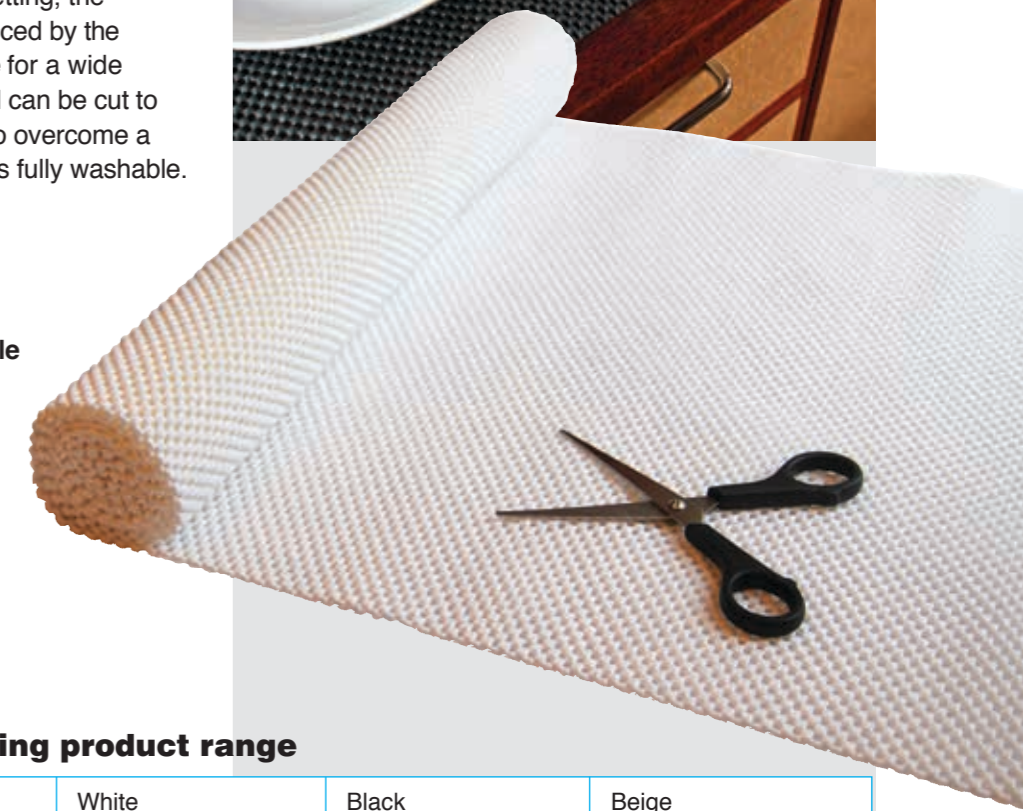 etting, the
ced by the
for a wide
can be cut to
overcome a
s fully washable.
le
ing product range
White Black Beige